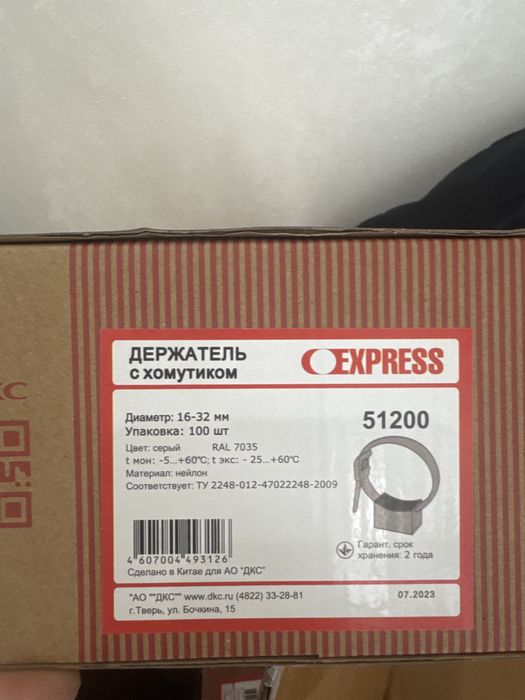 ДЕРЖАТЕЛЬ
с хомутиком
EXPRESS
Диаметр: 16-32 мм
Упаковка: 100 шт
51200
Цвет: серый RAL 7035
t мон: -5...+60°C; t экс: - 25...+60°C
Материал: нейлон
Соответствует: ТУ 2248-012-47022248-2009
4 607004 493126
Гарант. срок
хранения: 2 года
Сделано в Китае для АО "ДКС"
"АО ""ДКС"" www.dkc.ru (4822) 33-28-81
07.2023
г.Тверь, ул. Бочкина, 15